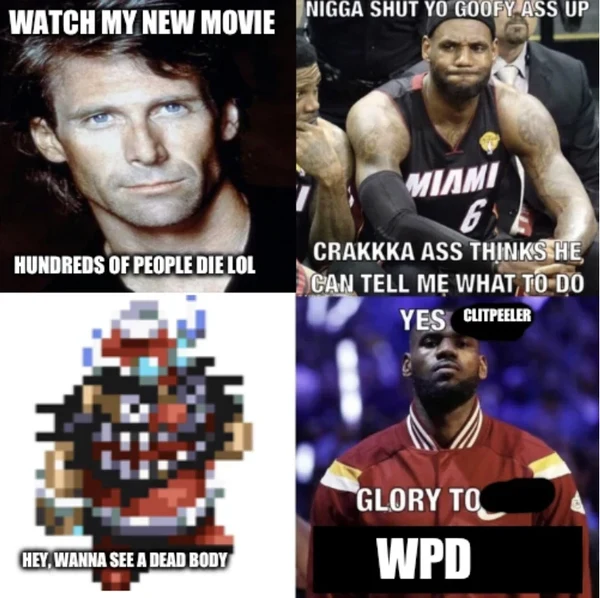 WATCH MY NEW MOVIE
HUNDREDS OF PEOPLE DIE LOL
NIGGA SHUT YO GOOFY ASS UP
MIAMI
6
CRAKKKA ASS THINKS HE
CAN TELL ME WHAT TO DO
HEY, WANNA SEE A DEAD BODY
YES CLITPEELER
GLORY TO
WPD